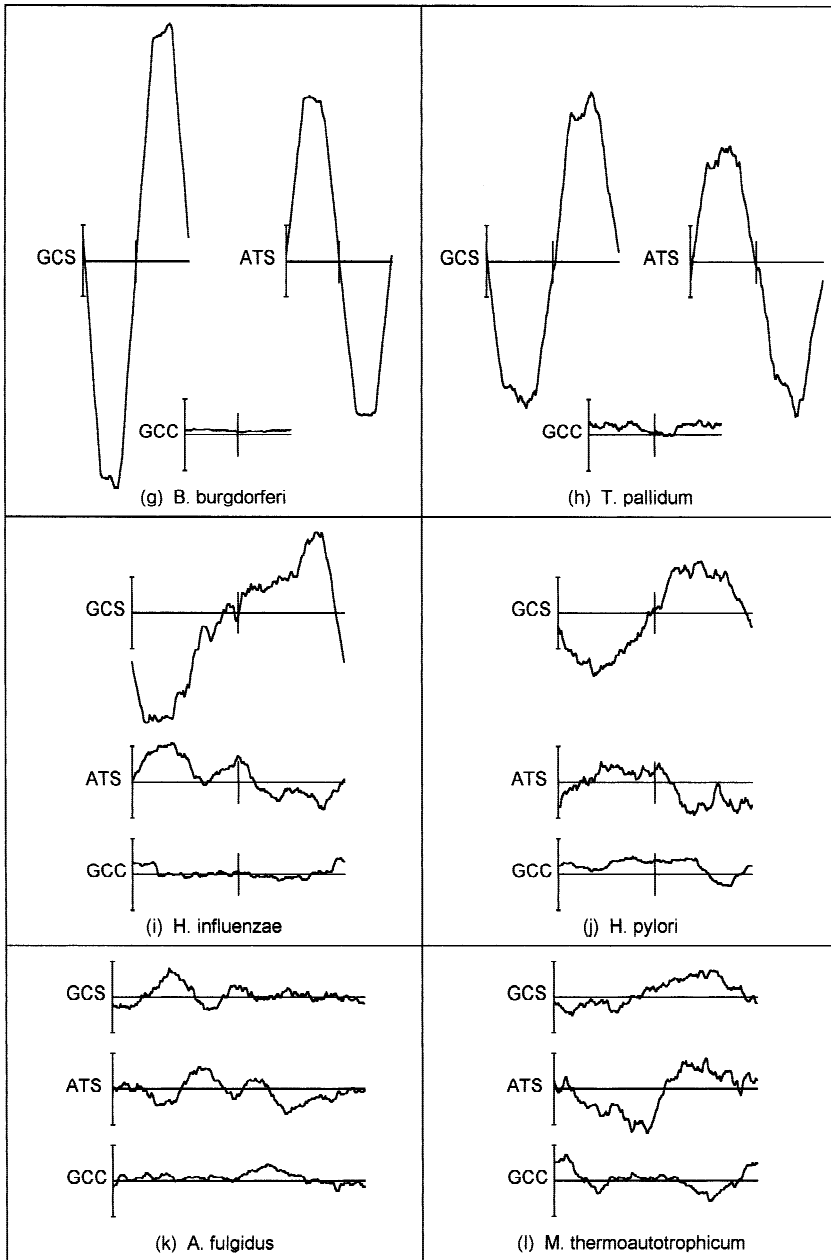 GCS
ATS
GCC
(g) B. burgdorferi
GCS
ATS
GCC
(h) T. pallidum
GCS
ATS
GCC
(i) H. influenzae
GCS
ATS
GCC
(j) H. pylori
GCS
ATS
GCC
(k) A. fulgidus
GCS
ATS
GCC
(l) M. thermoautotrophicum